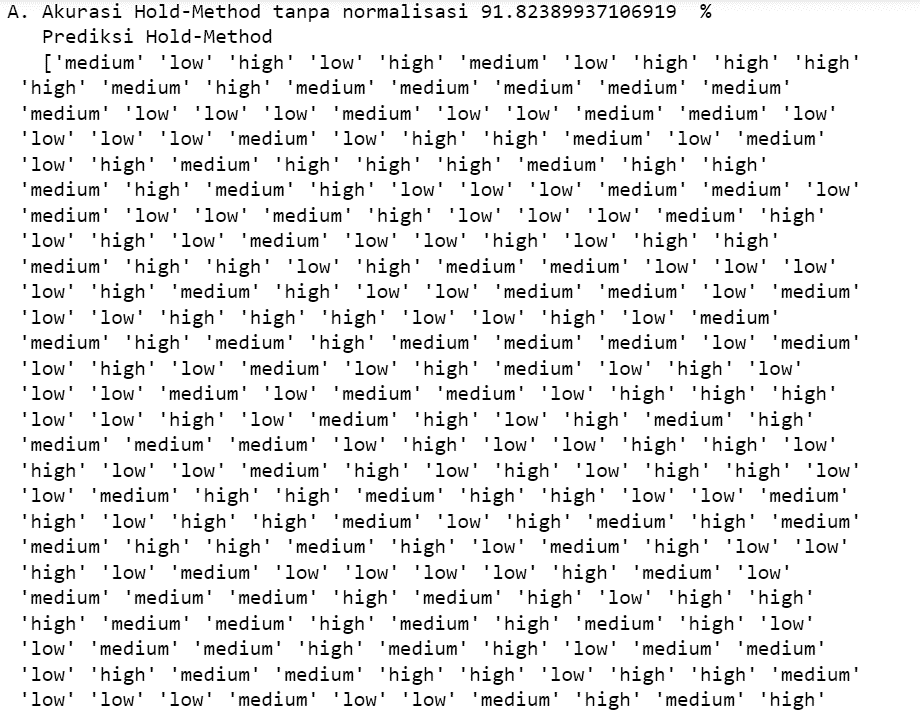 A. Akurasi Hold-Method tanpa normalisasi 91.82389937106919  %
Prediksi Hold-Method
['medium' 'low' 'high' 'low' 'high' 'medium' 'low' 'high' 'high' 'high'
'high' 'medium' 'high' 'medium' 'medium' 'medium' 'medium' 'medium'
'medium' 'low' 'low' 'low' 'medium' 'low' 'low' 'medium' 'medium' 'low'
'low' 'low' 'low' 'medium' 'low' 'high' 'high' 'medium' 'low' 'medium'
'low' 'high' 'medium' 'high' 'high' 'high' 'medium' 'high' 'high'
'medium' 'high' 'medium' 'high' 'low' 'low' 'low' 'medium' 'medium' 'low'
'medium' 'low' 'low' 'medium' 'high' 'low' 'low' 'low' 'medium' 'high'
'low' 'high' 'low' 'medium' 'low' 'low' 'high' 'low' 'high' 'high'
'medium' 'high' 'high' 'low' 'high' 'medium' 'medium' 'low' 'low' 'low'
'low' 'high' 'medium' 'high' 'low' 'low' 'medium' 'medium' 'low' 'medium'
'low' 'low' 'high' 'high' 'high' 'low' 'low' 'high' 'low' 'medium'
'medium' 'high' 'medium' 'high' 'medium' 'medium' 'medium' 'low' 'medium'
'low' 'high' 'low' 'medium' 'low' 'high' 'medium' 'low' 'high' 'low'
'low' 'low' 'medium' 'low' 'medium' 'medium' 'low' 'high' 'high' 'high'
'low' 'low' 'high' 'low' 'medium' 'high' 'low' 'high' 'medium' 'high'
'medium' 'medium' 'medium' 'low' 'high' 'low' 'low' 'high' 'high' 'low'
'high' 'low' 'low' 'medium' 'high' 'low' 'high' 'low' 'high' 'high' 'low'
'low' 'medium' 'high' 'high' 'medium' 'high' 'high' 'low' 'low' 'medium'
'high' 'low' 'high' 'high' 'medium' 'low' 'high' 'medium' 'high' 'medium'
'medium' 'high' 'high' 'medium' 'high' 'low' 'medium' 'high' 'low' 'low'
'high' 'low' 'medium' 'low' 'low' 'low' 'low' 'high' 'medium' 'low'
'medium' 'medium' 'medium' 'high' 'medium' 'high' 'low' 'high' 'high'
'high' 'medium' 'medium' 'high' 'medium' 'high' 'medium' 'high' 'low'
'low' 'medium' 'medium' 'high' 'medium' 'high' 'low' 'medium' 'medium'
'low' 'high' 'medium' 'medium' 'high' 'high' 'low' 'high' 'high' 'medium'
'low' 'low' 'low' 'medium' 'low' 'low' 'medium' 'high' 'medium' 'high'